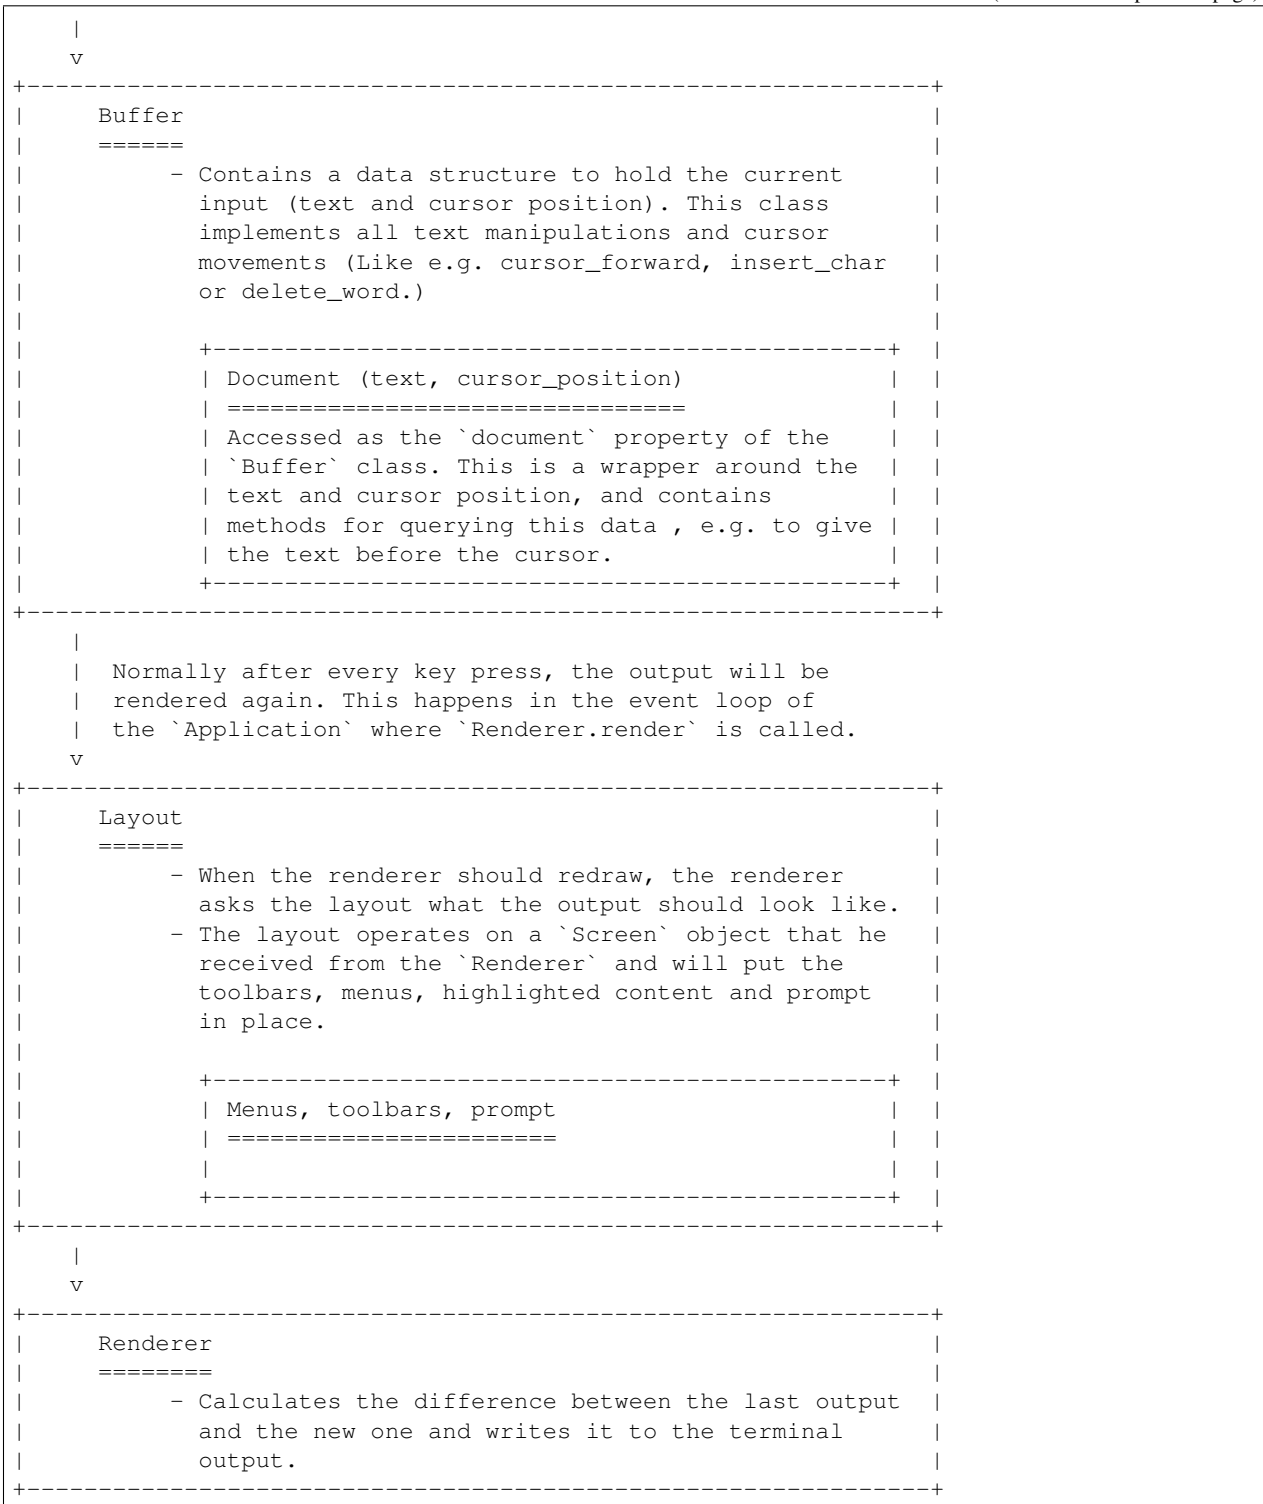 |
    v
+---------------------------------------------------------------+
|     Buffer                                                    |
|     ======                                                    |
|          - Contains a data structure to hold the current      |
|            input (text and cursor position). This class       |
|            implements all text manipulations and cursor       |
|            movements (Like e.g. cursor_forward, insert_char   |
|            or delete_word.)                                   |
|                                                               |
|            +-----------------------------------------------+  |
|            | Document (text, cursor_position)              |  |
|            | ================================              |  |
|            | Accessed as the `document` property of the    |  |
|            | `Buffer` class. This is a wrapper around the  |  |
|            | text and cursor position, and contains        |  |
|            | methods for querying this data , e.g. to give |  |
|            | the text before the cursor.                   |  |
|            +-----------------------------------------------+  |
+---------------------------------------------------------------+
    |
    |  Normally after every key press, the output will be
    |  rendered again. This happens in the event loop of
    |  the `Application` where `Renderer.render` is called.
    v
+---------------------------------------------------------------+
|     Layout                                                    |
|     ======                                                    |
|          - When the renderer should redraw, the renderer      |
|            asks the layout what the output should look like.  |
|          - The layout operates on a `Screen` object that he   |
|            received from the `Renderer` and will put the      |
|            toolbars, menus, highlighted content and prompt    |
|            in place.                                          |
|                                                               |
|            +-----------------------------------------------+  |
|            | Menus, toolbars, prompt                       |  |
|            | =======================                       |  |
|            |                                               |  |
|            +-----------------------------------------------+  |
+---------------------------------------------------------------+
    |
    v
+---------------------------------------------------------------+
|     Renderer                                                  |
|     ========                                                  |
|          - Calculates the difference between the last output  |
|            and the new one and writes it to the terminal      |
|            output.                                            |
+---------------------------------------------------------------+